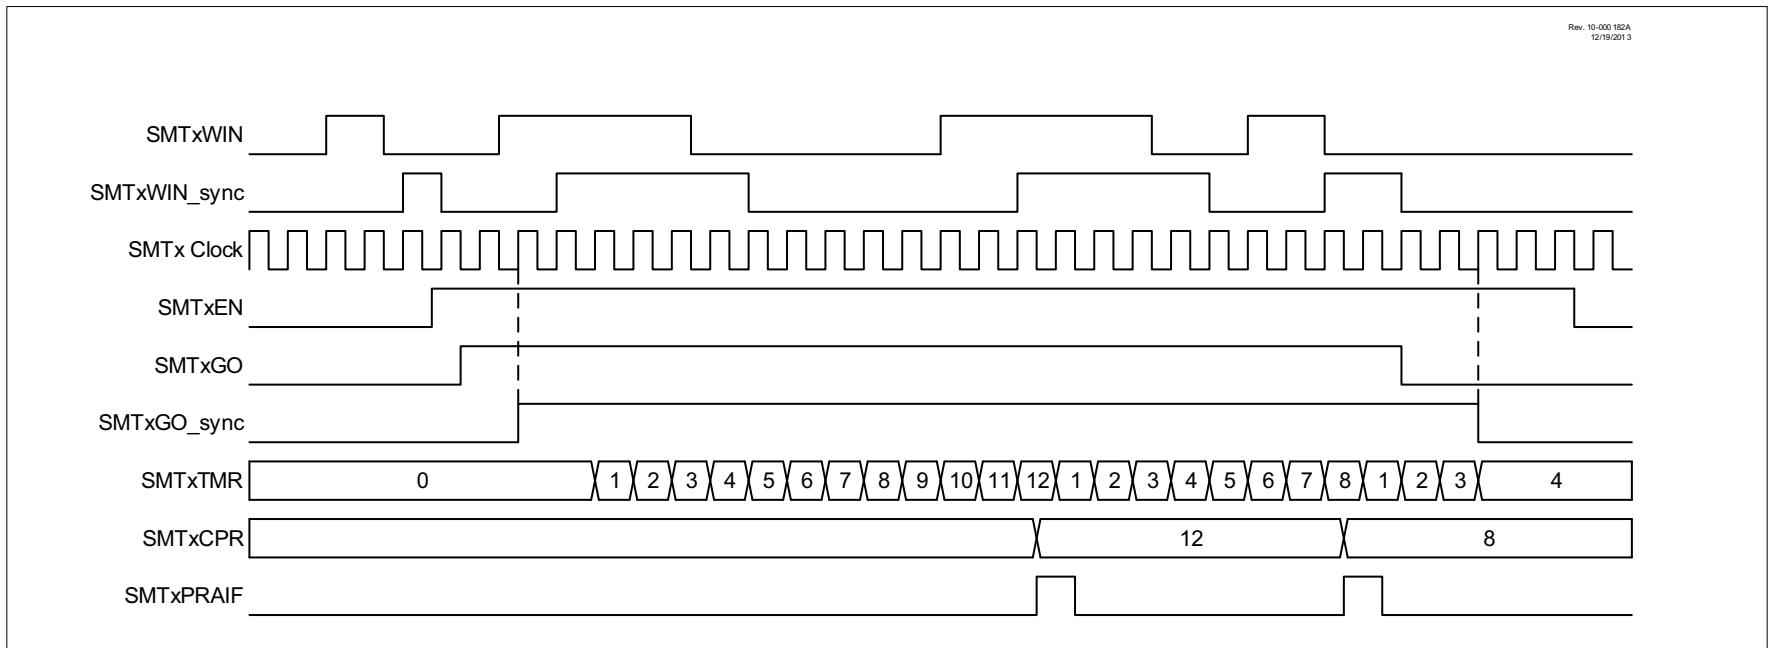 Rev. 10-000 182A
12/19/201 3
SMTxWIN
SMTxWIN_sync
SMTx Clock
SMTxEN
SMTxGO
SMTxGO_sync
SMTxTMR 0 1 2 3 4 5 6 7 8 9 10 11 12 1 2 3 4 5 6 7 8 1 2 3 4
SMTxCPR 12 8
SMTxPRAIF